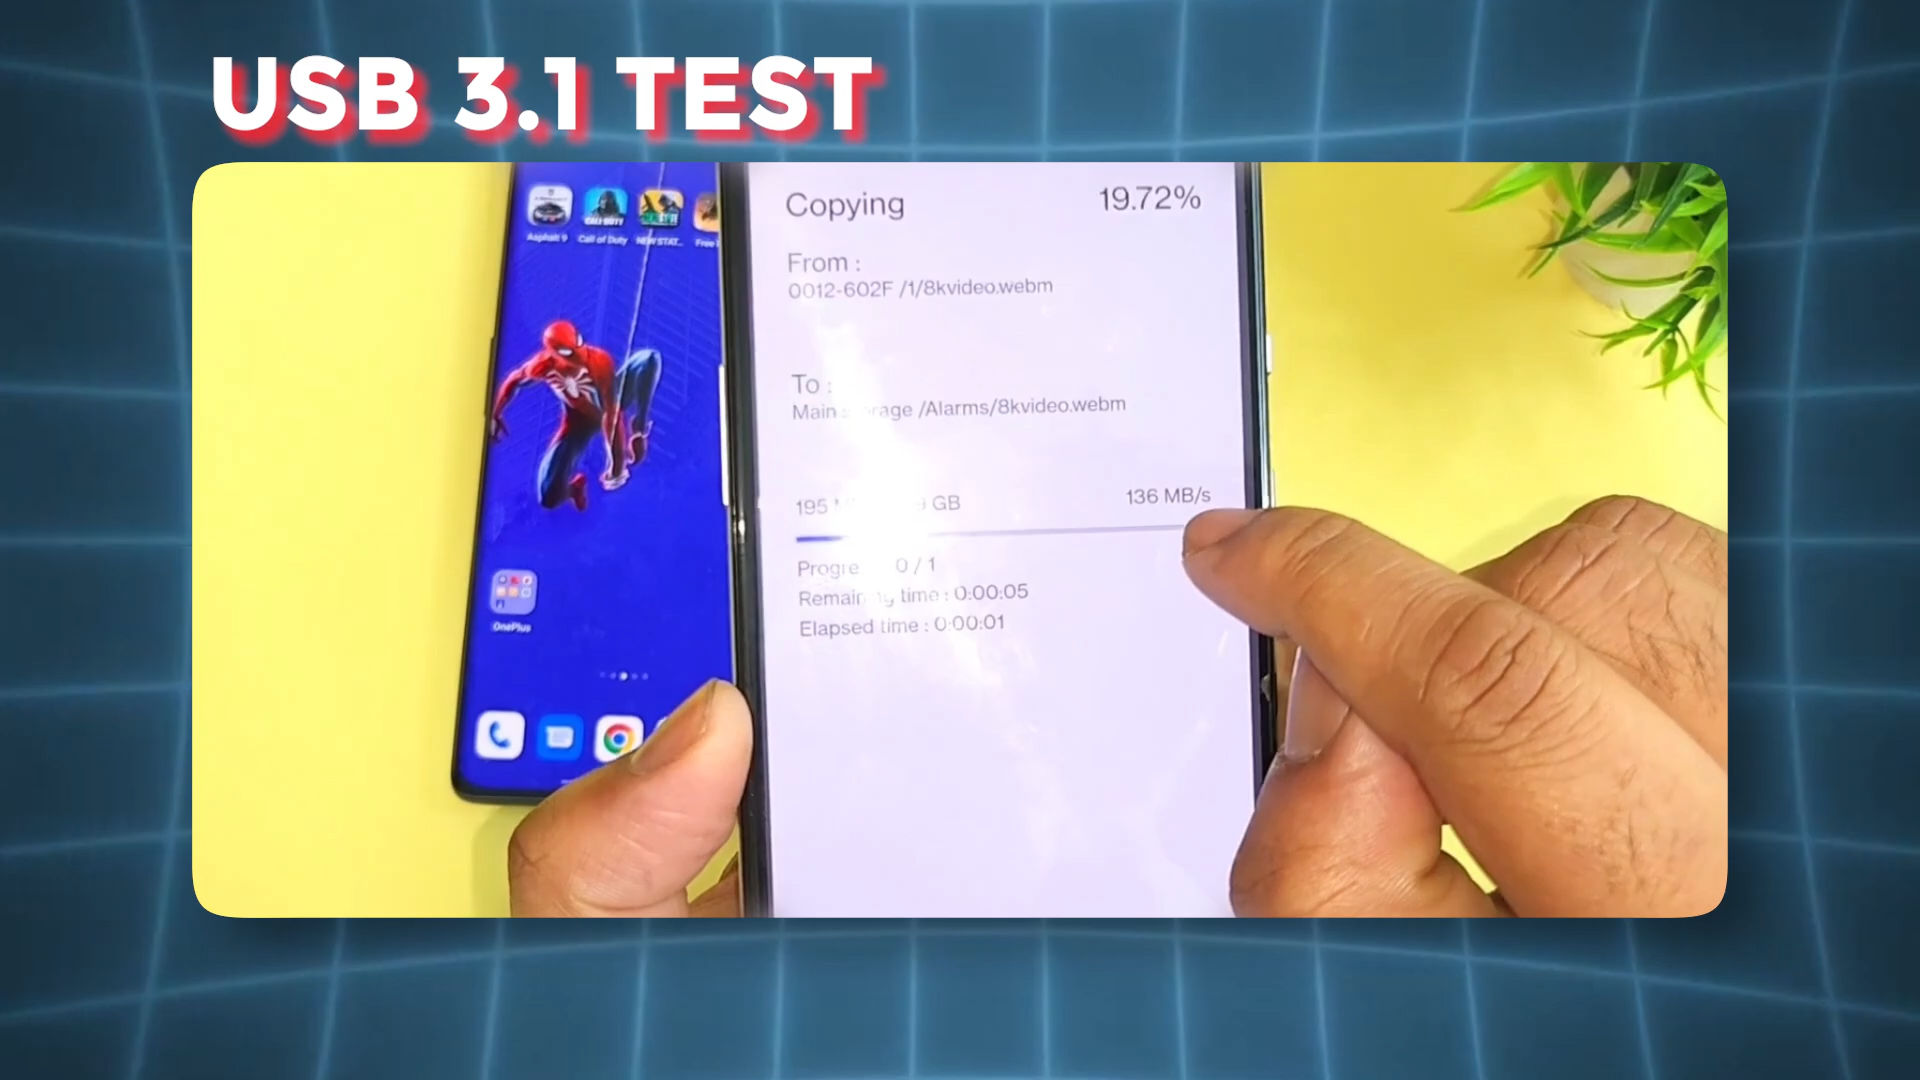 USB 3.1 TEST
Asphalt 9
Call of Duty
Copying
19.72%
From :
0012-602F /1/8kvideo.webm
To :
/Alarms/8kvideo.webm
195
GB
136 MB/s
0 / 1
time : 0:00:05
Elapsed time : 0:00:01
OnePlus